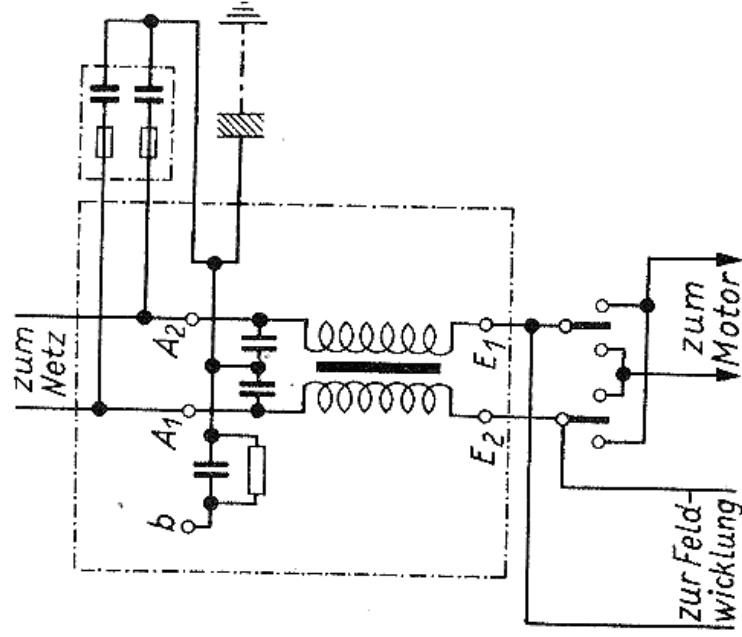 zum
Netz
A₁
A₂
b
E₂
E₁
zum
Motor
zur Feld-
wicklung